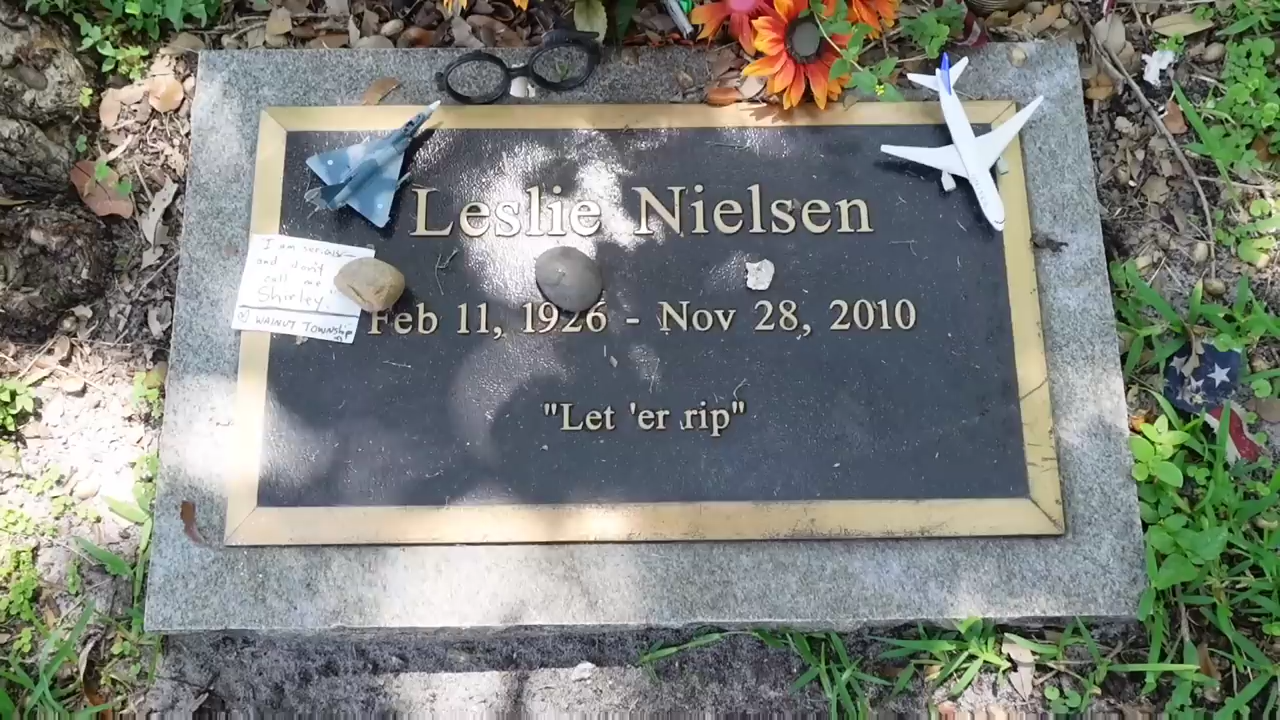 Leslie Nielsen
I am serious—
and don't
call me
Shirley.
WALNUT TOWNSHIP
Feb 11, 1926 - Nov 28, 2010
"Let 'er rip"